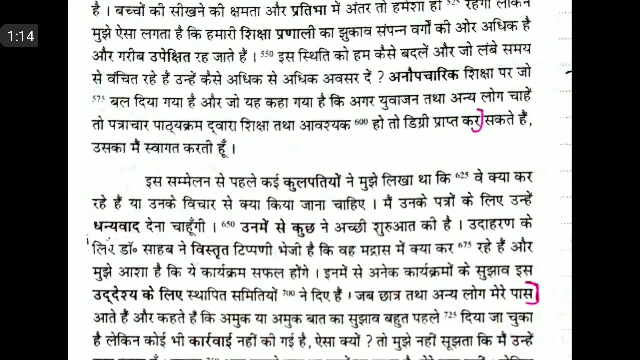 1:14
है । बच्चों की सीखने की क्षमता और प्रतिभा में अंतर तो हमेशा ही ⁵²⁵ रहेगा लेकिन
मुझे ऐसा लगता है कि हमारी शिक्षा प्रणाली का झुकाव संपन्न वर्गों की ओर अधिक है
और गरीब उपेक्षित रह जाते हैं । ⁵⁵⁰ इस स्थिति को हम कैसे बदलें और जो लंबे समय
से वंचित रहे हैं उन्हें कैसे अधिक से अधिक अवसर दें ? अनौपचारिक शिक्षा पर जो
⁵⁷⁵ बल दिया गया है और जो यह कहा गया है कि अगर युवाजन तथा अन्य लोग चाहें
तो पत्राचार पाठ्यक्रम द्वारा शिक्षा तथा आवश्यक ⁶⁰⁰ हो तो डिग्री प्राप्त कर सकते हैं,
उसका मैं स्वागत करती हूँ ।
इस सम्मेलन से पहले कई कुलपतियों ने मुझे लिखा था कि ⁶²⁵ वे क्या कर
रहे हैं या उनके विचार से क्या किया जाना चाहिए । मैं उनके पत्रों के लिए उन्हें
धन्यवाद देना चाहूँगी । ⁶⁵⁰ उनमें से कुछ ने अच्छी शुरुआत की है । उदाहरण के
लिए डॉ० साहब ने विस्तृत टिप्पणी भेजी है कि वह मद्रास में क्या कर ⁶⁷⁵ रहे हैं और
मुझे आशा है कि ये कार्यक्रम सफल होंगे । इनमें से अनेक कार्यक्रमों के सुझाव इस
उद्देश्य के लिए स्थापित समितियों ⁷⁰⁰ ने दिए हैं । जब छात्र तथा अन्य लोग मेरे पास
आते हैं और कहते हैं कि अमुक या अमुक बात का सुझाव बहुत पहले ⁷²⁵ दिया जा चुका
है लेकिन कोई भी कार्रवाई नहीं की गई है, ऐसा क्यों ? तो मुझे नहीं सूझता कि मैं उन्हें